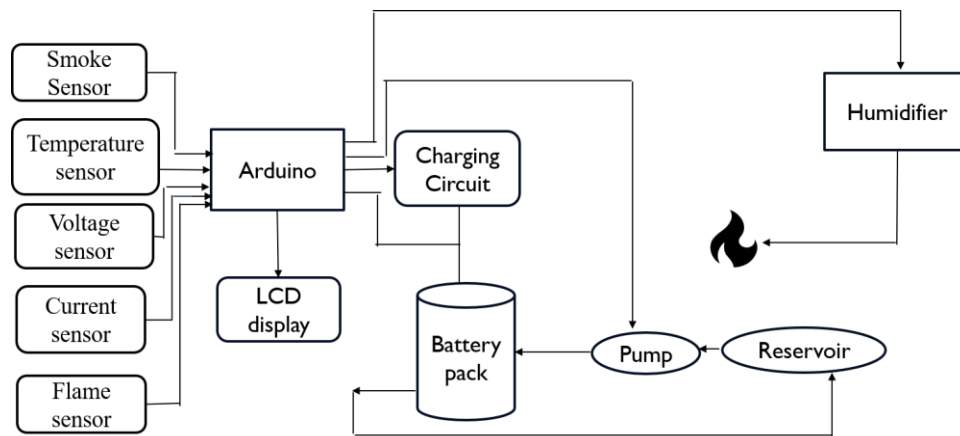 Smoke
Sensor
Temperature
sensor
Voltage
sensor
Current
sensor
Flame
sensor
Arduino
LCD
display
Charging
Circuit
Battery
pack
Pump
Reservoir
Humidifier